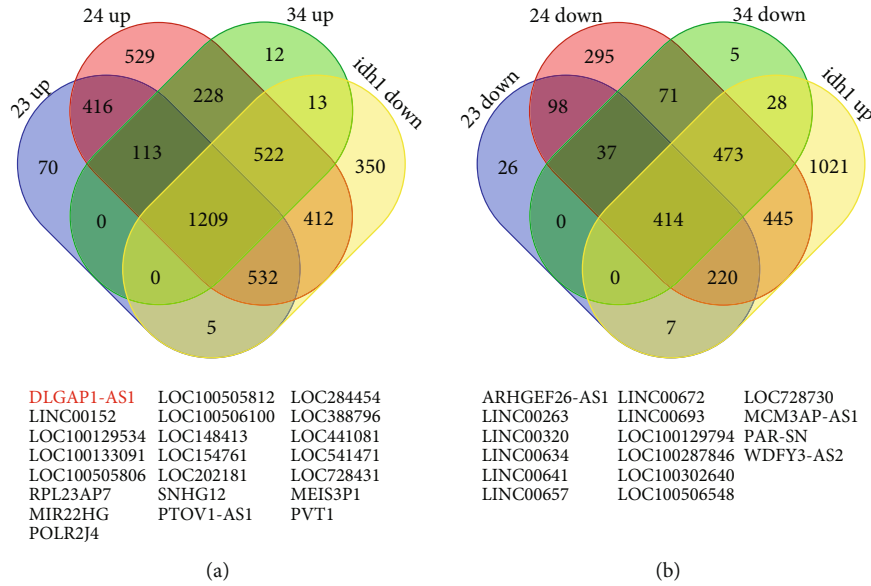 24 up
34 up
23 up
idh1 down
529
12
416
228
13
70
113
522
350
0
1209
412
0
532
5
DLGAP1-AS1 LOC100505812 LOC284454
LINC00152 LOC100506100 LOC388796
LOC100129534 LOC148413 LOC441081
LOC100133091 LOC154761 LOC541471
LOC100505806 LOC202181 LOC728431
RPL23AP7 SNHG12 MEIS3P1
MIR22HG PTOV1-AS1 PVT1
POLR2J4
(a)
24 down
34 down
23 down
idh1 up
295
5
98
71
28
26
37
473
1021
0
414
445
0
220
7
ARHGEF26-AS1 LINC00672 LOC728730
LINC00263 LINC00693 MCM3AP-AS1
LINC00320 LOC100129794 PAR-SN
LINC00634 LOC100287846 WDFY3-AS2
LINC00641 LOC100302640
LINC00657 LOC100506548
(b)